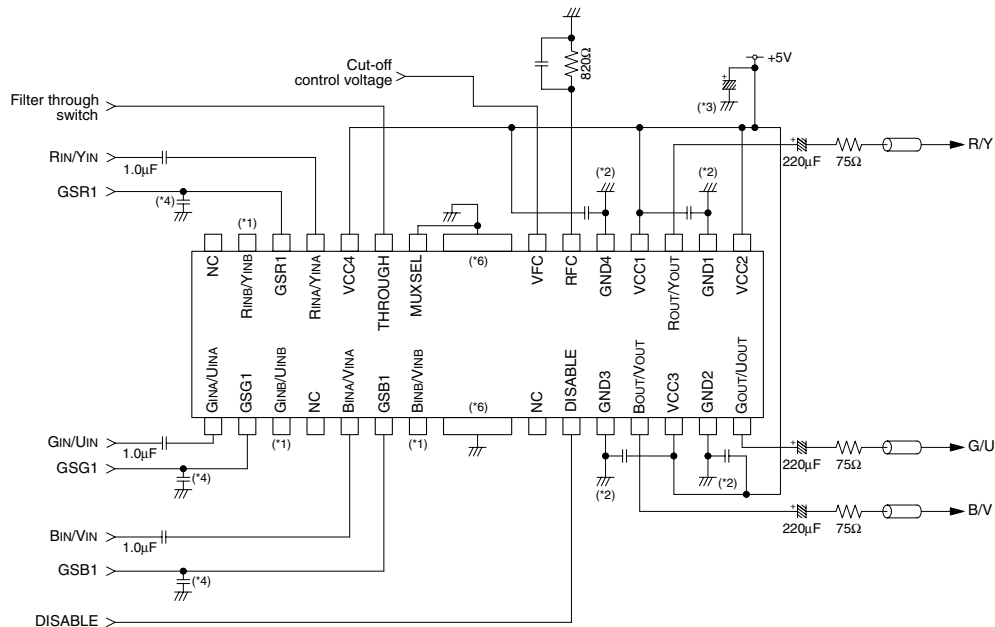 Cut-off
control voltage
820Ω
+5V
+
(*3)
Filter through
switch
RIN/YIN
1.0μF
GSR1
(*4)
(*1)
(*2)
(*2)
+
220μF
75Ω
R/Y
NC
RINB/YINB
GSR1
RINA/YINA
VCC4
THROUGH
MUXSEL
(*6)
VFC
RFC
GND4
VCC1
ROUT/YOUT
GND1
VCC2
GINA/UINA
GSG1
GINB/UINB
NC
BINA/VINA
GSB1
BINB/VINB
(*6)
NC
DISABLE
GND3
BOUT/VOUT
VCC3
GND2
GOUT/UOUT
(*1)
(*1)
GIN/UIN
1.0μF
GSG1
(*4)
(*2)
(*2)
+
220μF
75Ω
G/U
BIN/VIN
1.0μF
GSB1
(*4)
+
220μF
75Ω
B/V
DISABLE